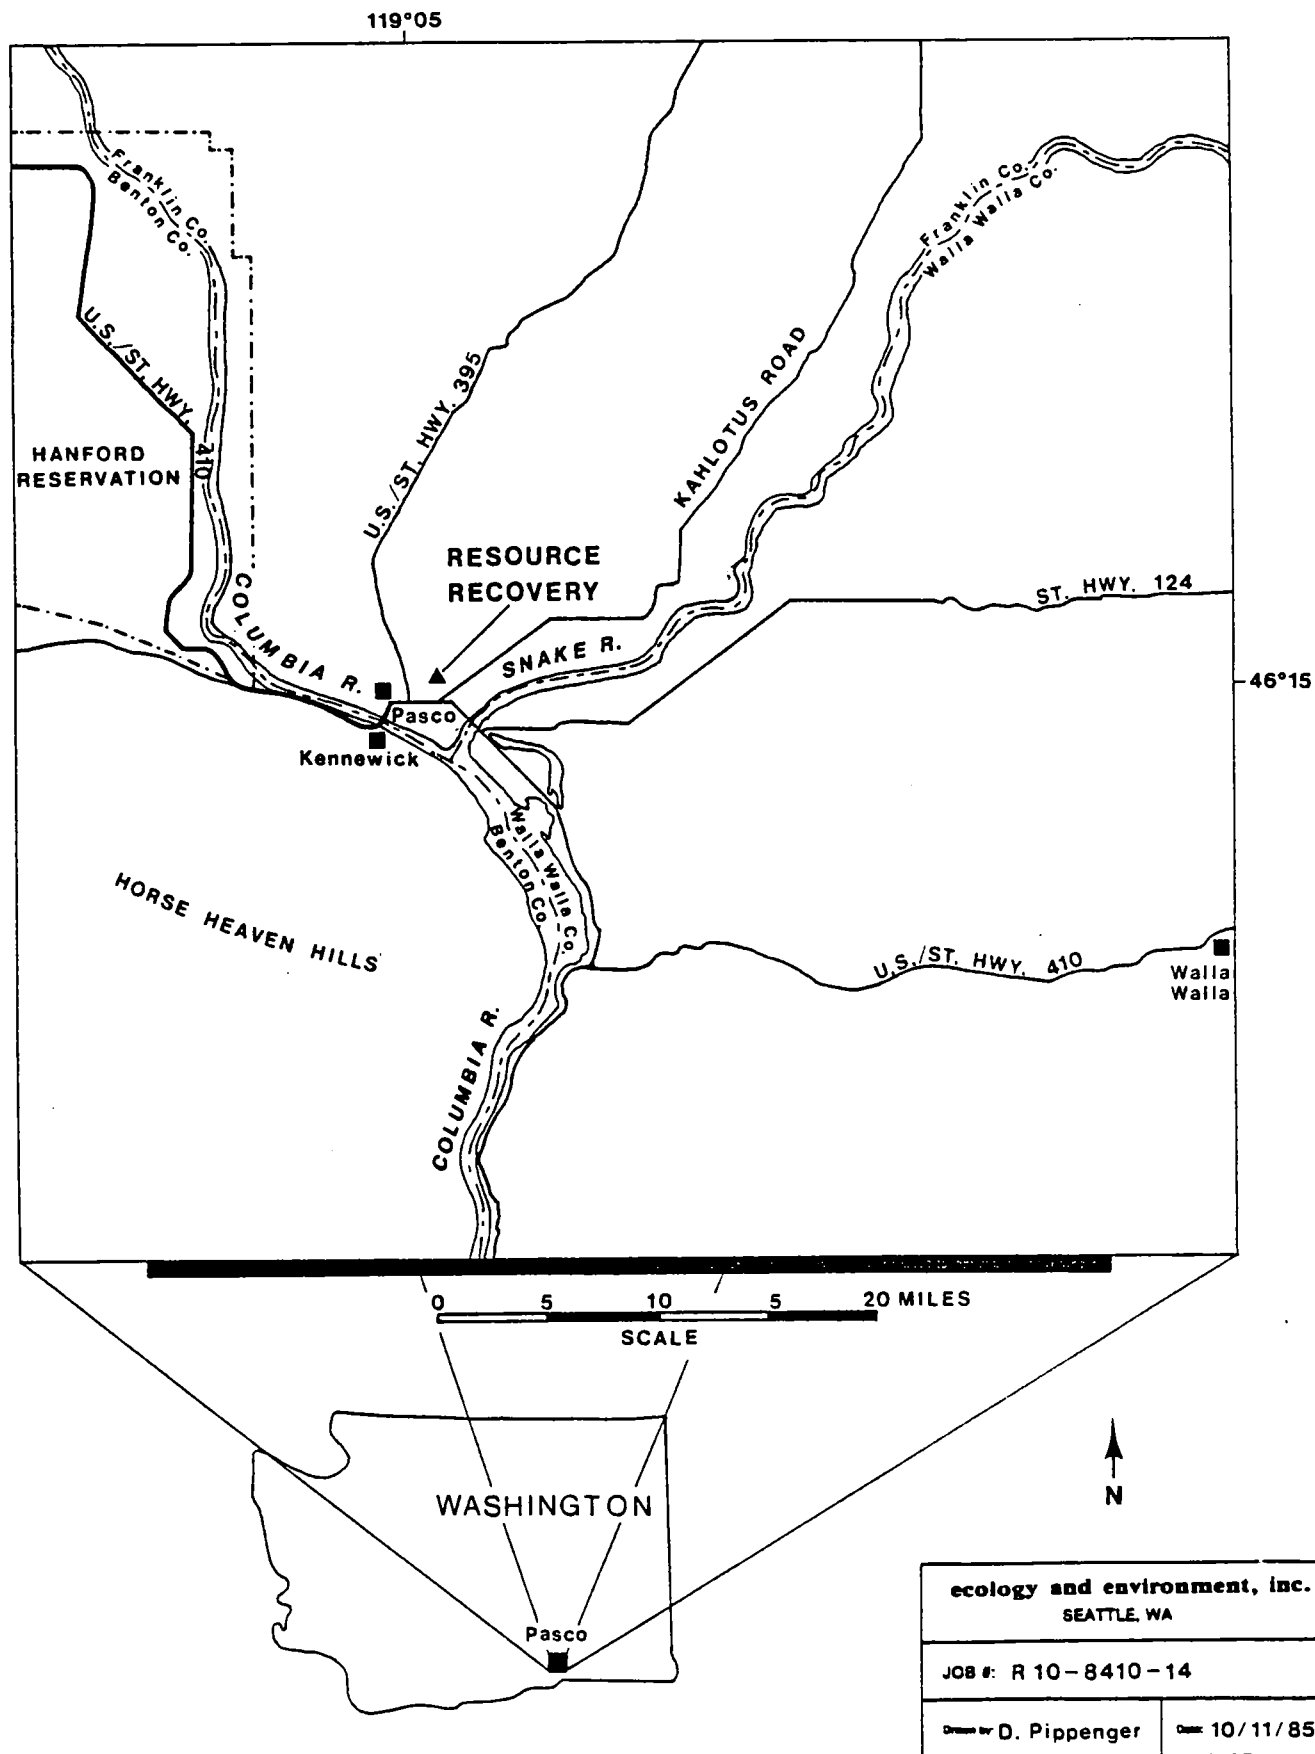 119°05
Franklin Co.
Benton Co.
Franklin Co.
Walla Walla Co.
U.S./ST. HWY.
410
U.S./ST. HWY. 395
KAHLOTUS ROAD
HANFORD
RESERVATION
RESOURCE
RECOVERY
ST. HWY. 124
COLUMBIA R.
SNAKE R.
46°15
Pasco
Kennewick
Walla Walla Co.
Benton Co.
HORSE HEAVEN HILLS
U.S./ST. HWY. 410
Walla
Walla
COLUMBIA R.
0 5 10 5 20 MILES
SCALE
WASHINGTON
N
Pasco
ecology and environment, inc.
SEATTLE, WA
JOB #: R 10-8410-14
Drawn by D. Pippenger
Date: 10/11/85